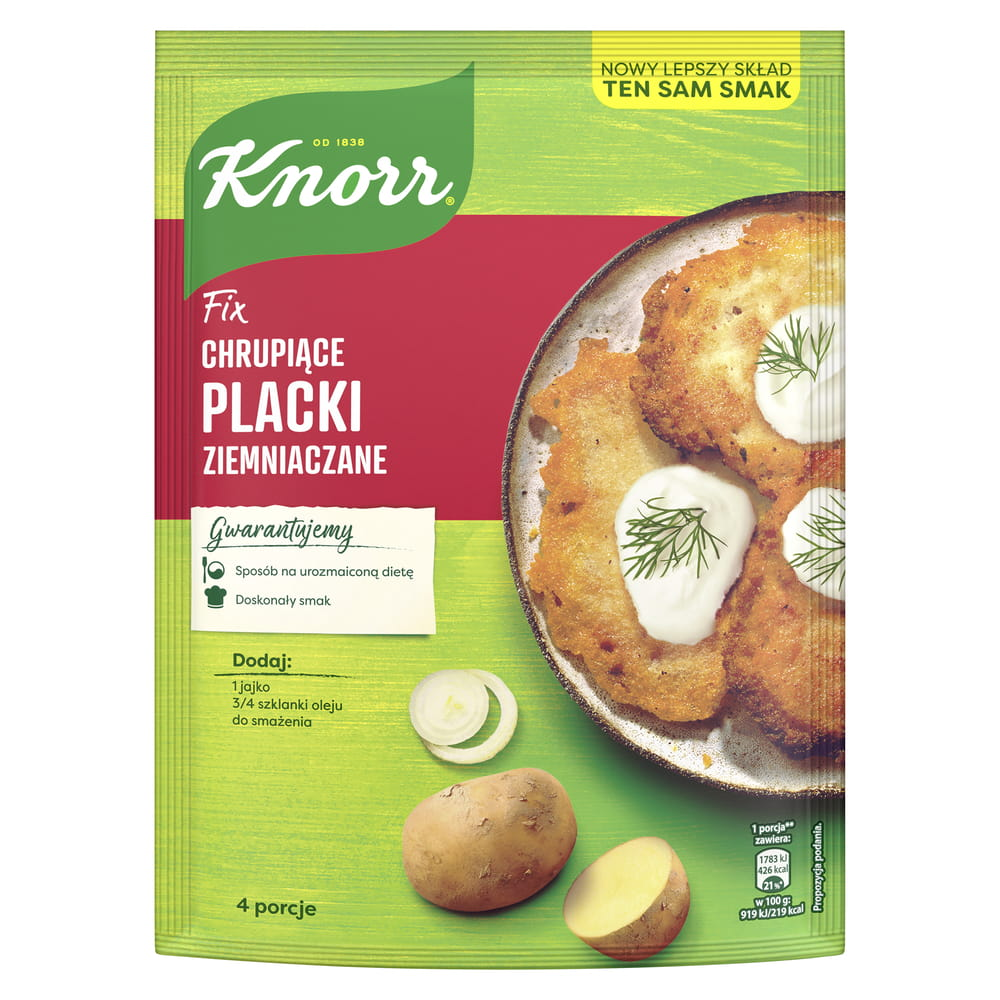 NOWY LEPSZY SKŁAD
TEN SAM SMAK
OD 1838
Knorr®
Fix
CHRUPIĄCE
PLACKI
ZIEMNIACZANE
Gwarantujemy
Sposób na urozmaiconą dietę
Doskonały smak
Dodaj:
1 jajko
3/4 szklanki oleju
do smażenia
4 porcje
1 porcja**
zawiera:
1783 kJ
426 kcal
21%*
w 100 g:
919 kJ/219 kcal
Propozycja podania.